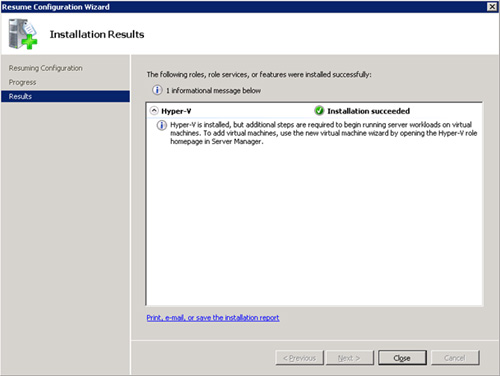 Resume Configuration Wizard
Installation Results
Resuming Configuration
Progress
Results
The following roles, role services, or features were installed successfully:
1 informational message below
Hyper-V
Installation succeeded
Hyper-V is installed, but additional steps are required to begin running server workloads on virtual
machines. To add virtual machines, use the new virtual machine wizard by opening the Hyper-V role
homepage in Server Manager.
Print, e-mail, or save the installation report
< Previous
Next >
Close
Cancel